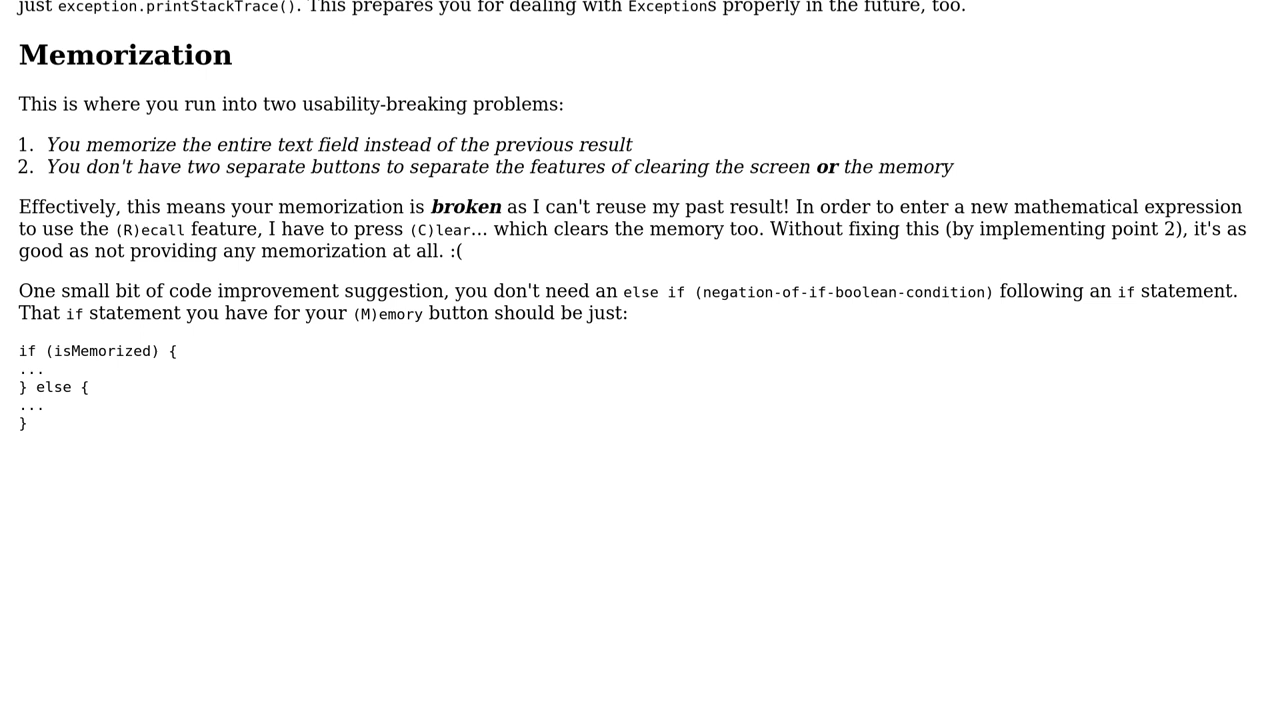 just exception.printStackTrace(). This prepares you for dealing with Exceptions properly in the future, too.
Memorization
This is where you run into two usability-breaking problems:
1. You memorize the entire text field instead of the previous result
2. You don't have two separate buttons to separate the features of clearing the screen or the memory
Effectively, this means your memorization is broken as I can't reuse my past result! In order to enter a new mathematical expression
to use the (R)ecall feature, I have to press (C)lear... which clears the memory too. Without fixing this (by implementing point 2), it's as
good as not providing any memorization at all. :(
One small bit of code improvement suggestion, you don't need an else if (negation-of-if-boolean-condition) following an if statement.
That if statement you have for your (M)emory button should be just:
if (isMemorized) {
...
} else {
...
}